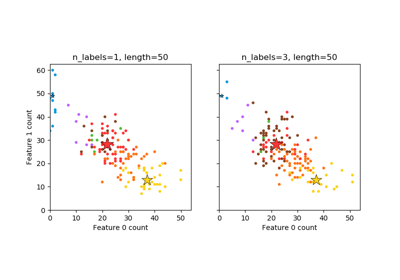 n_labels=1, length=50
n_labels=3, length=50
60
50
40
30
20
10
0
Feature 1 count
0 10 20 30 40 50
0 10 20 30 40 50
Feature 0 count
Feature 0 count